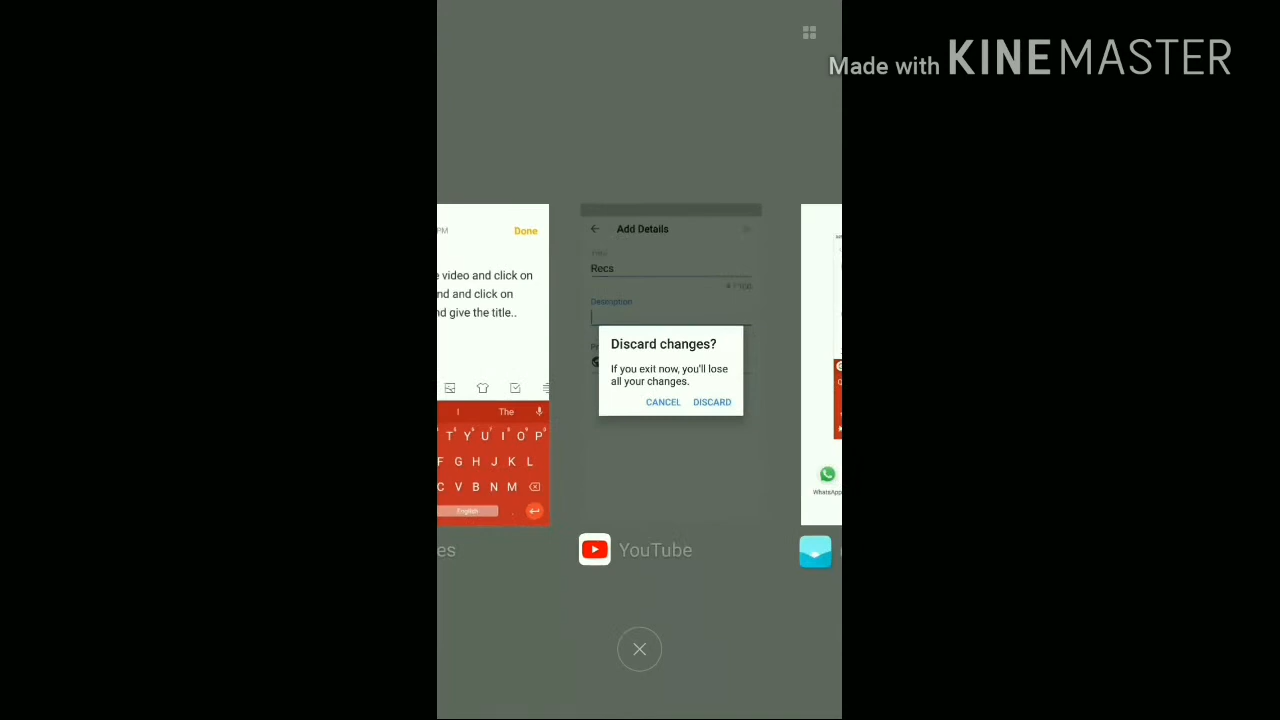 Made with KINEMASTER
PM
Done
video and click on
nd and click on
nd give the title..
I
The
T Y U I O P
F G H J K L
C V B N M
English
es
Add Details
Title
Recs
4 / 100
Description
Discard changes?
If you exit now, you'll lose
all your changes.
CANCEL DISCARD
YouTube
WhatsApp